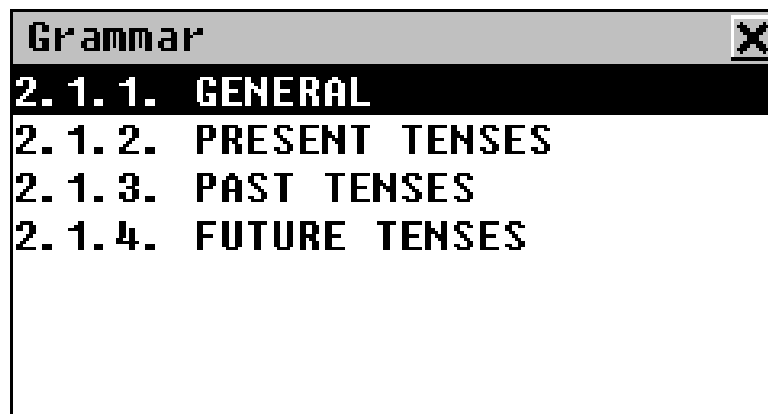 Grammar
2.1.1. GENERAL
2.1.2. PRESENT TENSES
2.1.3. PAST TENSES
2.1.4. FUTURE TENSES